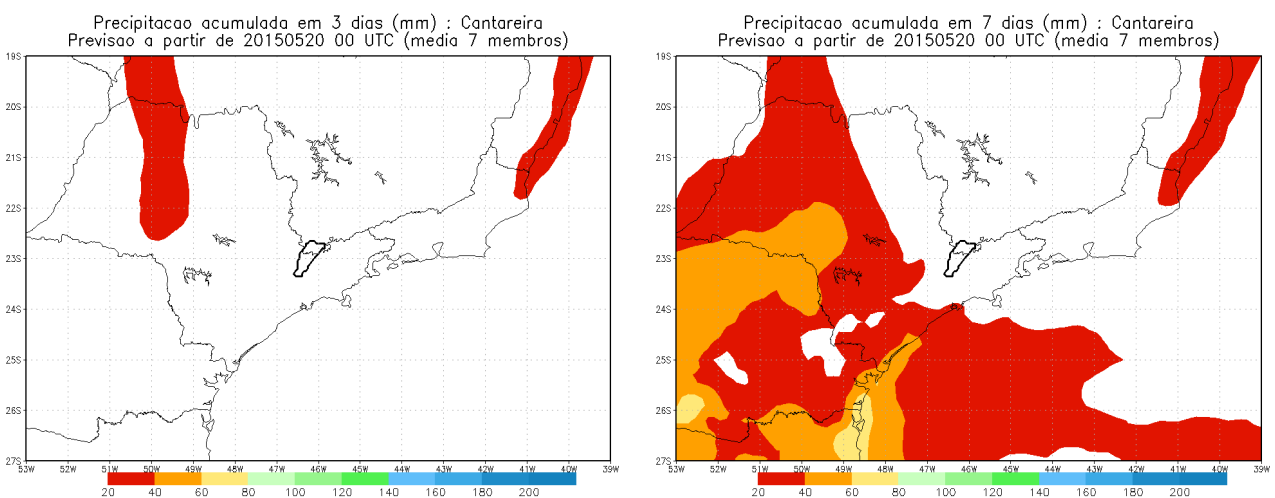 Precipitacao acumulada em 3 dias (mm) : Cantareira
Previsao a partir de 20150520 00 UTC (media 7 membros)
19S
20S
21S
22S
23S
24S
25S
26S
27S
53W 52W 51W 50W 49W 48W 47W 46W 45W 44W 43W 42W 41W 40W 39W
20 40 60 80 100 120 140 160 180 200
Precipitacao acumulada em 7 dias (mm) : Cantareira
Previsao a partir de 20150520 00 UTC (media 7 membros)
19S
20S
21S
22S
23S
24S
25S
26S
27S
53W 52W 51W 50W 49W 48W 47W 46W 45W 44W 43W 42W 41W 40W 39W
20 40 60 80 100 120 140 160 180 200